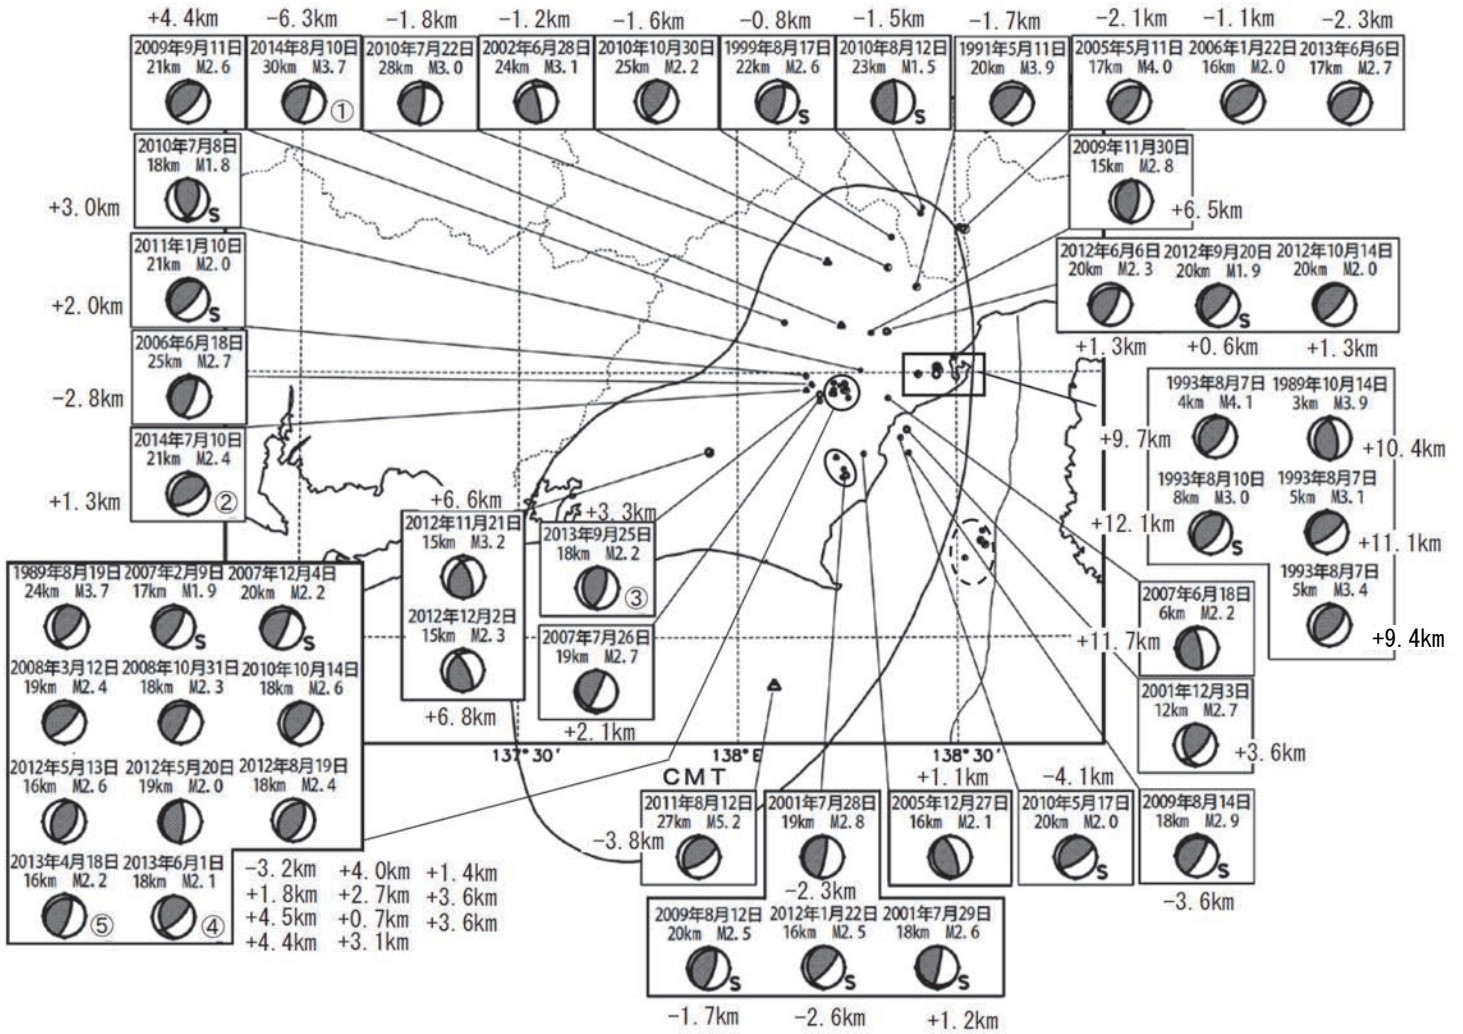 +4.4km -6.3km -1.8km -1.2km -1.6km -0.8km -1.5km -1.7km -2.1km -1.1km -2.3km
2009年9月11日 2014年8月10日 2010年7月22日 2002年6月28日 2010年10月30日 1999年8月17日 2010年8月12日 1991年5月11日 2005年5月11日 2006年1月22日 2013年6月6日
21km M2.6 30km M3.7 28km M3.0 24km M3.1 25km M2.2 22km M2.6 23km M1.5 20km M3.9 17km M4.0 16km M2.0 17km M2.7
① S S
2010年7月8日
18km M1.8
S
+3.0km
2009年11月30日
15km M2.8
+6.5km
2011年1月10日
21km M2.0
S
+2.0km
2012年6月6日 2012年9月20日 2012年10月14日
20km M2.3 20km M1.9 20km M2.0
S
+1.3km +0.6km +1.3km
2006年6月18日
25km M2.7
-2.8km
2014年7月10日
21km M2.4
②
+1.3km
1993年8月7日 1989年10月14日
4km M4.1 3km M3.9
+9.7km +10.4km
1993年8月10日 1993年8月7日
8km M3.0 5km M3.1
S
+12.1km +11.1km
1993年8月7日
5km M3.4
+9.4km
+6.6km
2012年11月21日
15km M3.2
2012年12月2日
15km M2.3
+6.8km
+3.3km
2013年9月25日
18km M2.2
③
2007年7月26日
19km M2.7
+2.1km
2007年6月18日
6km M2.2
+11.7km
2001年12月3日
12km M2.7
+3.6km
1989年8月19日 2007年2月9日 2007年12月4日
24km M3.7 17km M1.9 20km M2.2
S S
2008年3月12日 2008年10月31日 2010年10月14日
19km M2.4 18km M2.3 18km M2.6
2012年5月13日 2012年5月20日 2012年8月19日
16km M2.6 19km M2.0 18km M2.4
2013年4月18日 2013年6月1日
16km M2.2 18km M2.1
⑤ ④
-3.2km +4.0km +1.4km
+1.8km +2.7km +3.6km
+4.5km +0.7km +3.6km
+4.4km +3.1km
137°30′ 138°E 138°30′
CMT
2011年8月12日
27km M5.2
-3.8km
2001年7月28日
19km M2.8
-2.3km
+1.1km
2005年12月27日
16km M2.1
-4.1km
2010年5月17日
20km M2.0
S
2009年8月14日
18km M2.9
S
-3.6km
2009年8月12日 2012年1月22日 2001年7月29日
20km M2.5 16km M2.5 18km M2.6
S S S
-1.7km -2.6km +1.2km